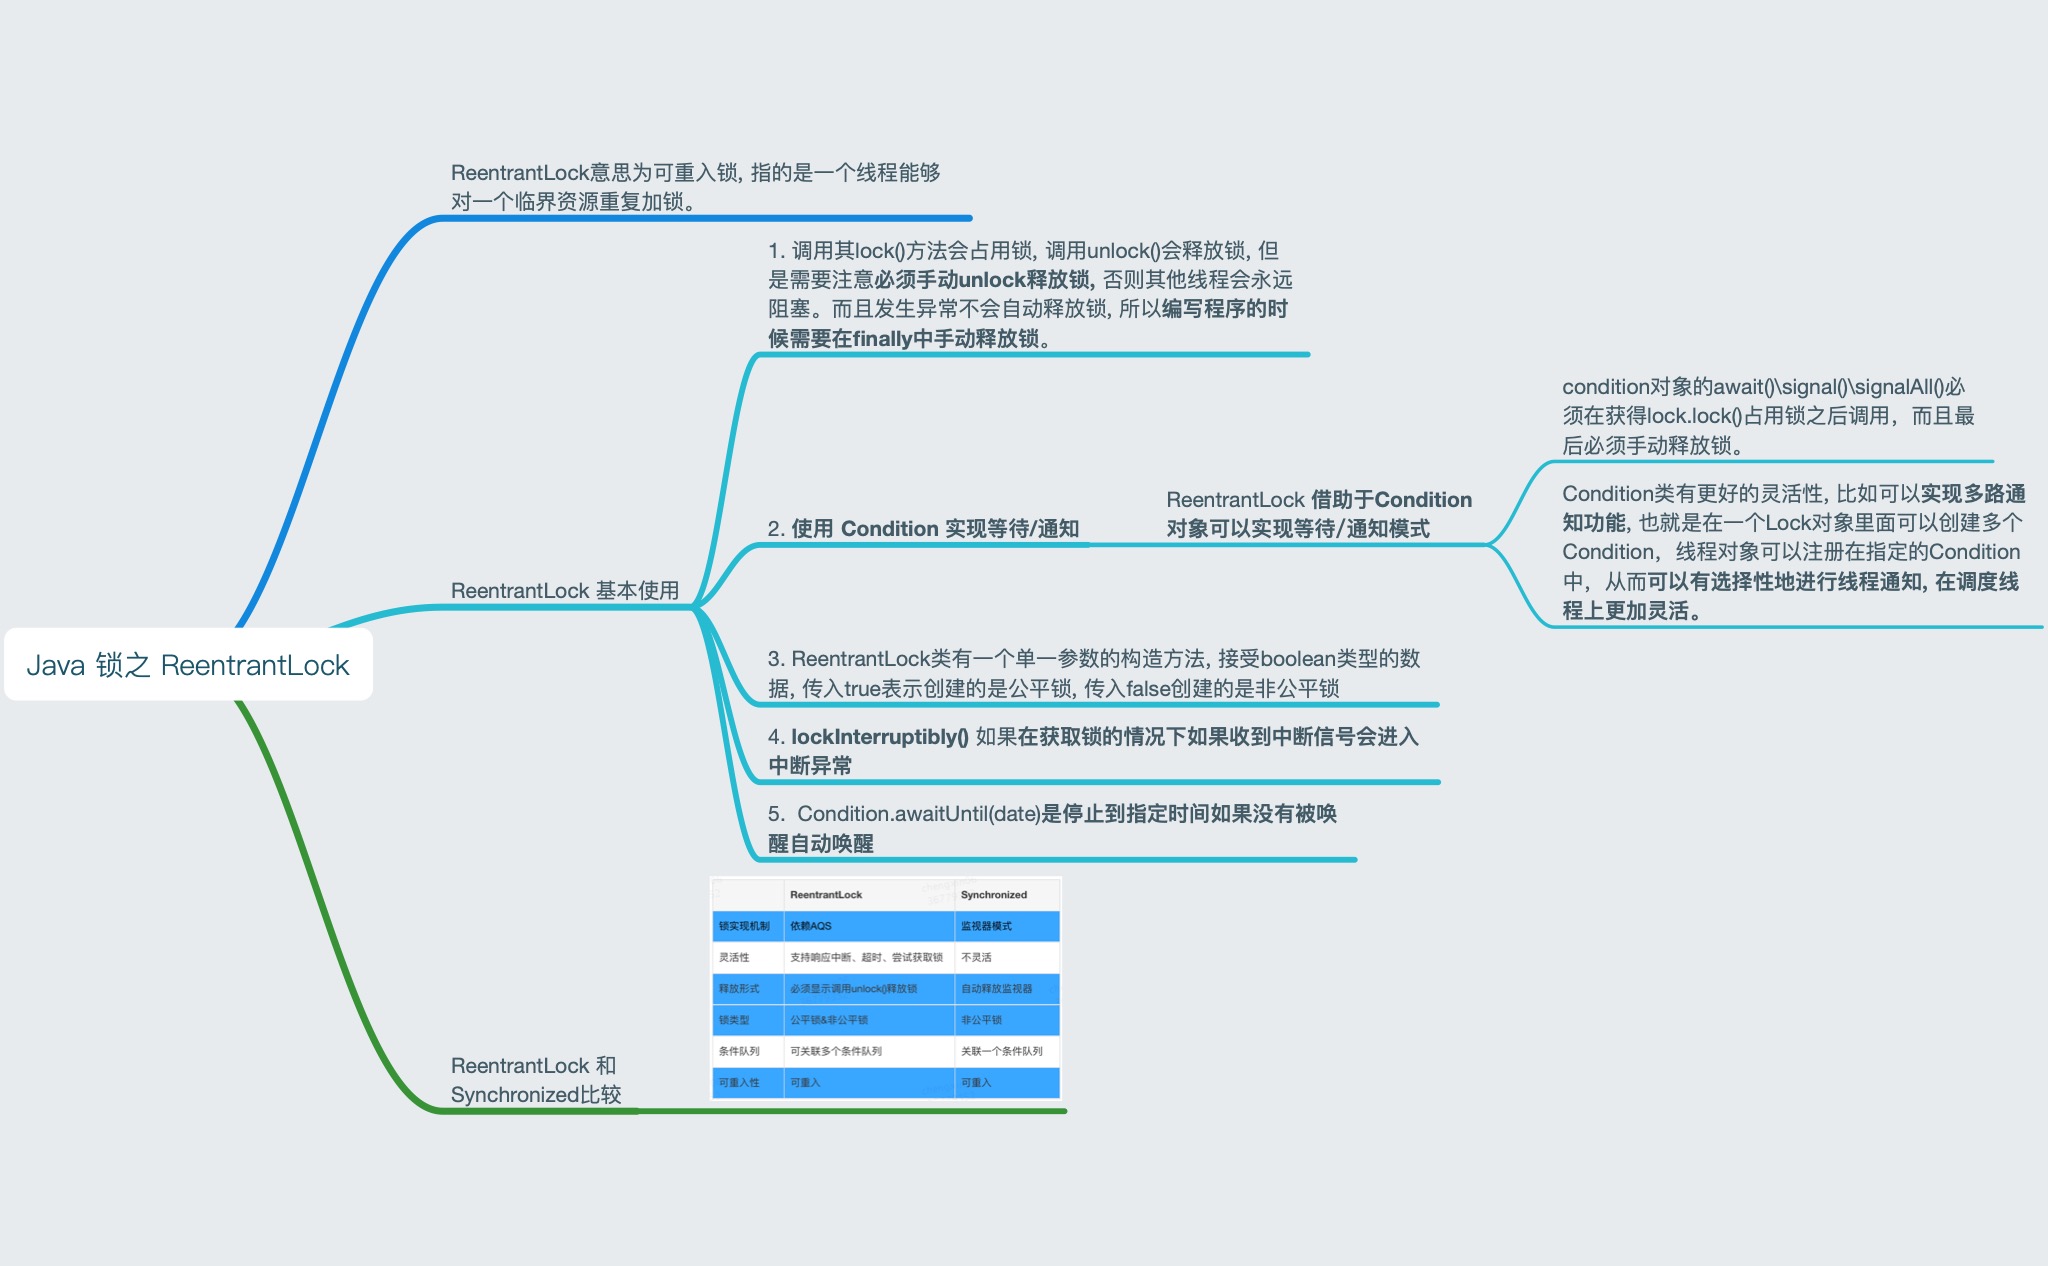 ReentrantLock意思为可重入锁, 指的是一个线程能够
对一个临界资源重复加锁。
1. 调用其lock()方法会占用锁, 调用unlock()会释放锁, 但
是需要注意必须手动unlock释放锁, 否则其他线程会永远
阻塞。而且发生异常不会自动释放锁, 所以编写程序的时
候需要在finally中手动释放锁。
condition对象的await()\signal()\signalAll()必
须在获得lock.lock()占用锁之后调用，而且最
后必须手动释放锁。
2. 使用 Condition 实现等待/通知
ReentrantLock 借助于Condition
对象可以实现等待/通知模式
Condition类有更好的灵活性, 比如可以实现多路通
知功能, 也就是在一个Lock对象里面可以创建多个
Condition，线程对象可以注册在指定的Condition
中，从而可以有选择性地进行线程通知, 在调度线
程上更加灵活。
ReentrantLock 基本使用
Java 锁之 ReentrantLock
3. ReentrantLock类有一个单一参数的构造方法, 接受boolean类型的数
据, 传入true表示创建的是公平锁, 传入false创建的是非公平锁
4. lockInterruptibly() 如果在获取锁的情况下如果收到中断信号会进入
中断异常
5. Condition.awaitUntil(date)是停止到指定时间如果没有被唤
醒自动唤醒
ReentrantLock 和
Synchronized比较
ReentrantLock Synchronized
锁实现机制 依赖AQS 监视器模式
灵活性 支持响应中断、超时、尝试获取锁 不灵活
释放形式 必须显示调用unlock()释放锁 自动释放监视器
锁类型 公平锁&非公平锁 非公平锁
条件队列 可关联多个条件队列 关联一个条件队列
可重入性 可重入 可重入